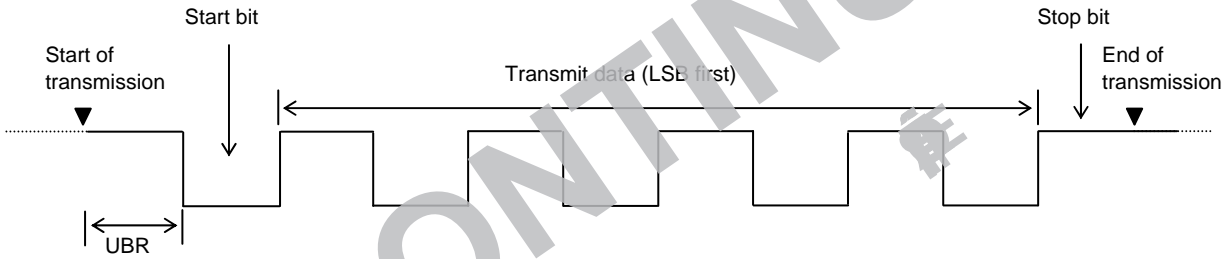 Start bit
Stop bit
Start of
transmission
End of
transmission
Transmit data (LSB first)
UBR